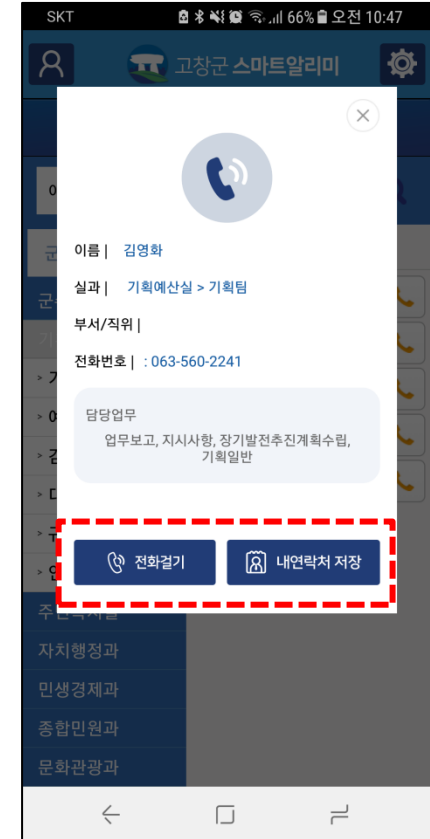 SKT 66% 오전 10:47
고창군 스마트알리미
이름 | 김영화
실과 | 기획예산실 > 기획팀
부서/직위 |
전화번호 | : 063-560-2241
담당업무
업무보고, 지시사항, 장기발전추진계획수립,
기획일반
전화걸기 내연락처 저장
자치행정과
민생경제과
종합민원과
문화관광과